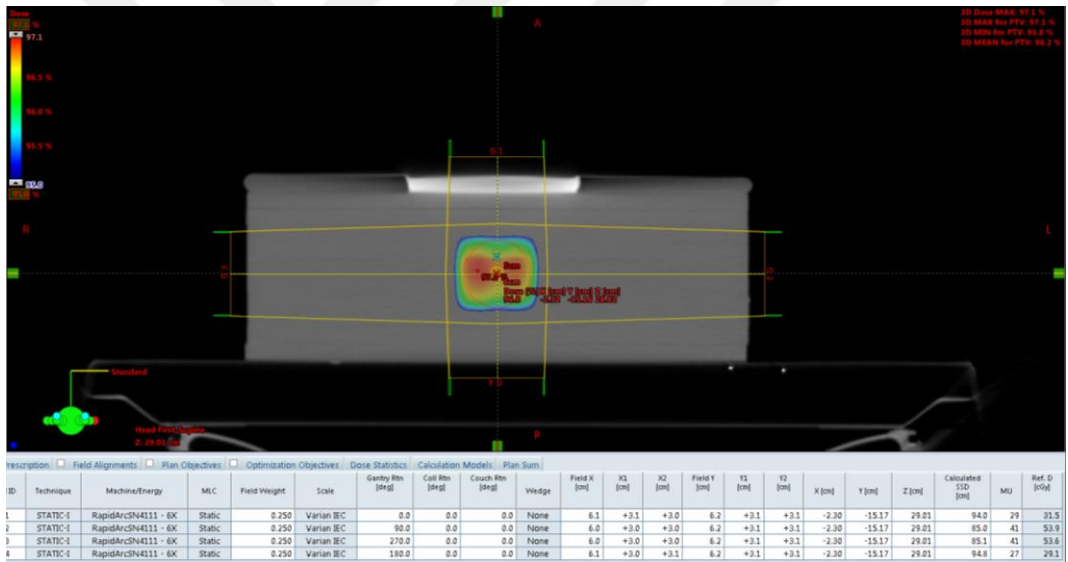 Dose
97.1 %
97.1
96.5 %
96.0 %
95.5 %
95.0
95.0 %
3D Dose MAX: 97.1 %
3D MAX for PTV: 97.1 %
3D MIN for PTV: 93.8 %
3D MEAN for PTV: 96.2 %
A
R
L
P
97.0 %
Dose [%] X [cm] Y [cm] Z [cm]
Standard
Head First-Supine
Z: 29.01 cm
Prescription Field Alignments Plan Objectives Optimization Objectives Dose Statistics Calculation Models Plan Sum
ID Technique Machine/Energy MLC Field Weight Scale Gantry Rtn [deg] Coll Rtn [deg] Couch Rtn [deg] Wedge Field X [cm] X1 [cm] X2 [cm] Field Y [cm] Y1 [cm] Y2 [cm] X [cm] Y [cm] Z [cm] Calculated SSD [cm] MU Ref. D [cGy]
1 STATIC-I RapidArcSN4111 - 6X Static 0.250 Varian IEC 0.0 0.0 0.0 None 6.1 +3.1 +3.0 6.2 +3.1 +3.1 -2.30 -15.17 29.01 94.0 29 31.5
2 STATIC-I RapidArcSN4111 - 6X Static 0.250 Varian IEC 90.0 0.0 0.0 None 6.0 +3.0 +3.0 6.2 +3.1 +3.1 -2.30 -15.17 29.01 85.0 41 53.9
3 STATIC-I RapidArcSN4111 - 6X Static 0.250 Varian IEC 270.0 0.0 0.0 None 6.0 +3.0 +3.0 6.2 +3.1 +3.1 -2.30 -15.17 29.01 85.1 41 53.6
4 STATIC-I RapidArcSN4111 - 6X Static 0.250 Varian IEC 180.0 0.0 0.0 None 6.1 +3.0 +3.1 6.2 +3.1 +3.1 -2.30 -15.17 29.01 94.8 27 29.1